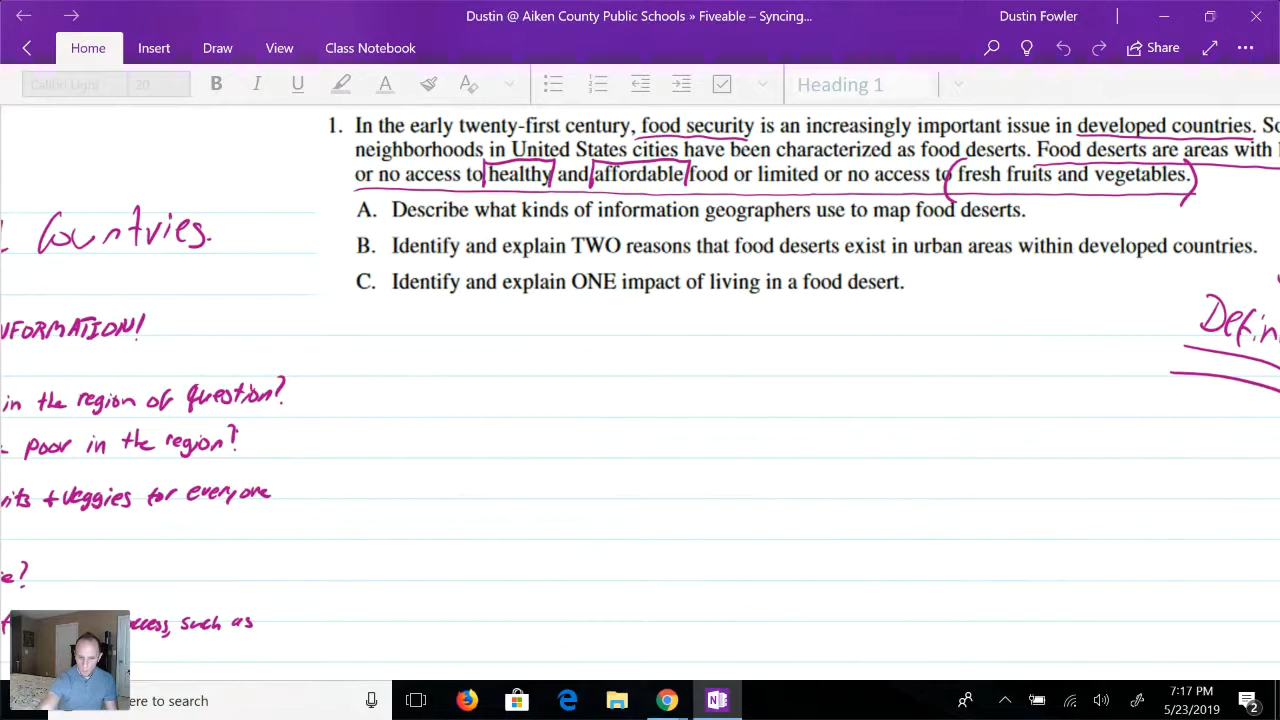 Dustin @ Aiken County Public Schools » Fiveable – Syncing...
Dustin Fowler
Home
Insert
Draw
View
Class Notebook
Share
Calibri Light
20
B
I
U
A
Heading 1
1. In the early twenty-first century, food security is an increasingly important issue in developed countries. So
neighborhoods in United States cities have been characterized as food deserts. Food deserts are areas with l
or no access to healthy and affordable food or limited or no access to fresh fruits and vegetables.
A. Describe what kinds of information geographers use to map food deserts.
B. Identify and explain TWO reasons that food deserts exist in urban areas within developed countries.
C. Identify and explain ONE impact of living in a food desert.
Countries.
NFORMATION!
in the region of question?
poor in the region?
its + veggies for everyone
e?
ccess, such as
Defin
ere to search
7:17 PM
5/23/2019
2